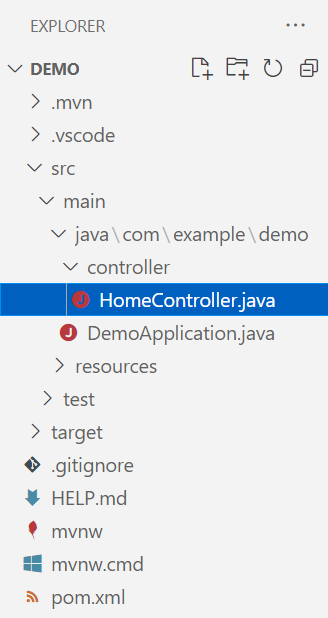 EXPLORER
DEMO
.mvn
.vscode
src
main
java\com\example\demo
controller
J HomeController.java
J DemoApplication.java
resources
test
target
.gitignore
HELP.md
mvnw
mvnw.cmd
pom.xml